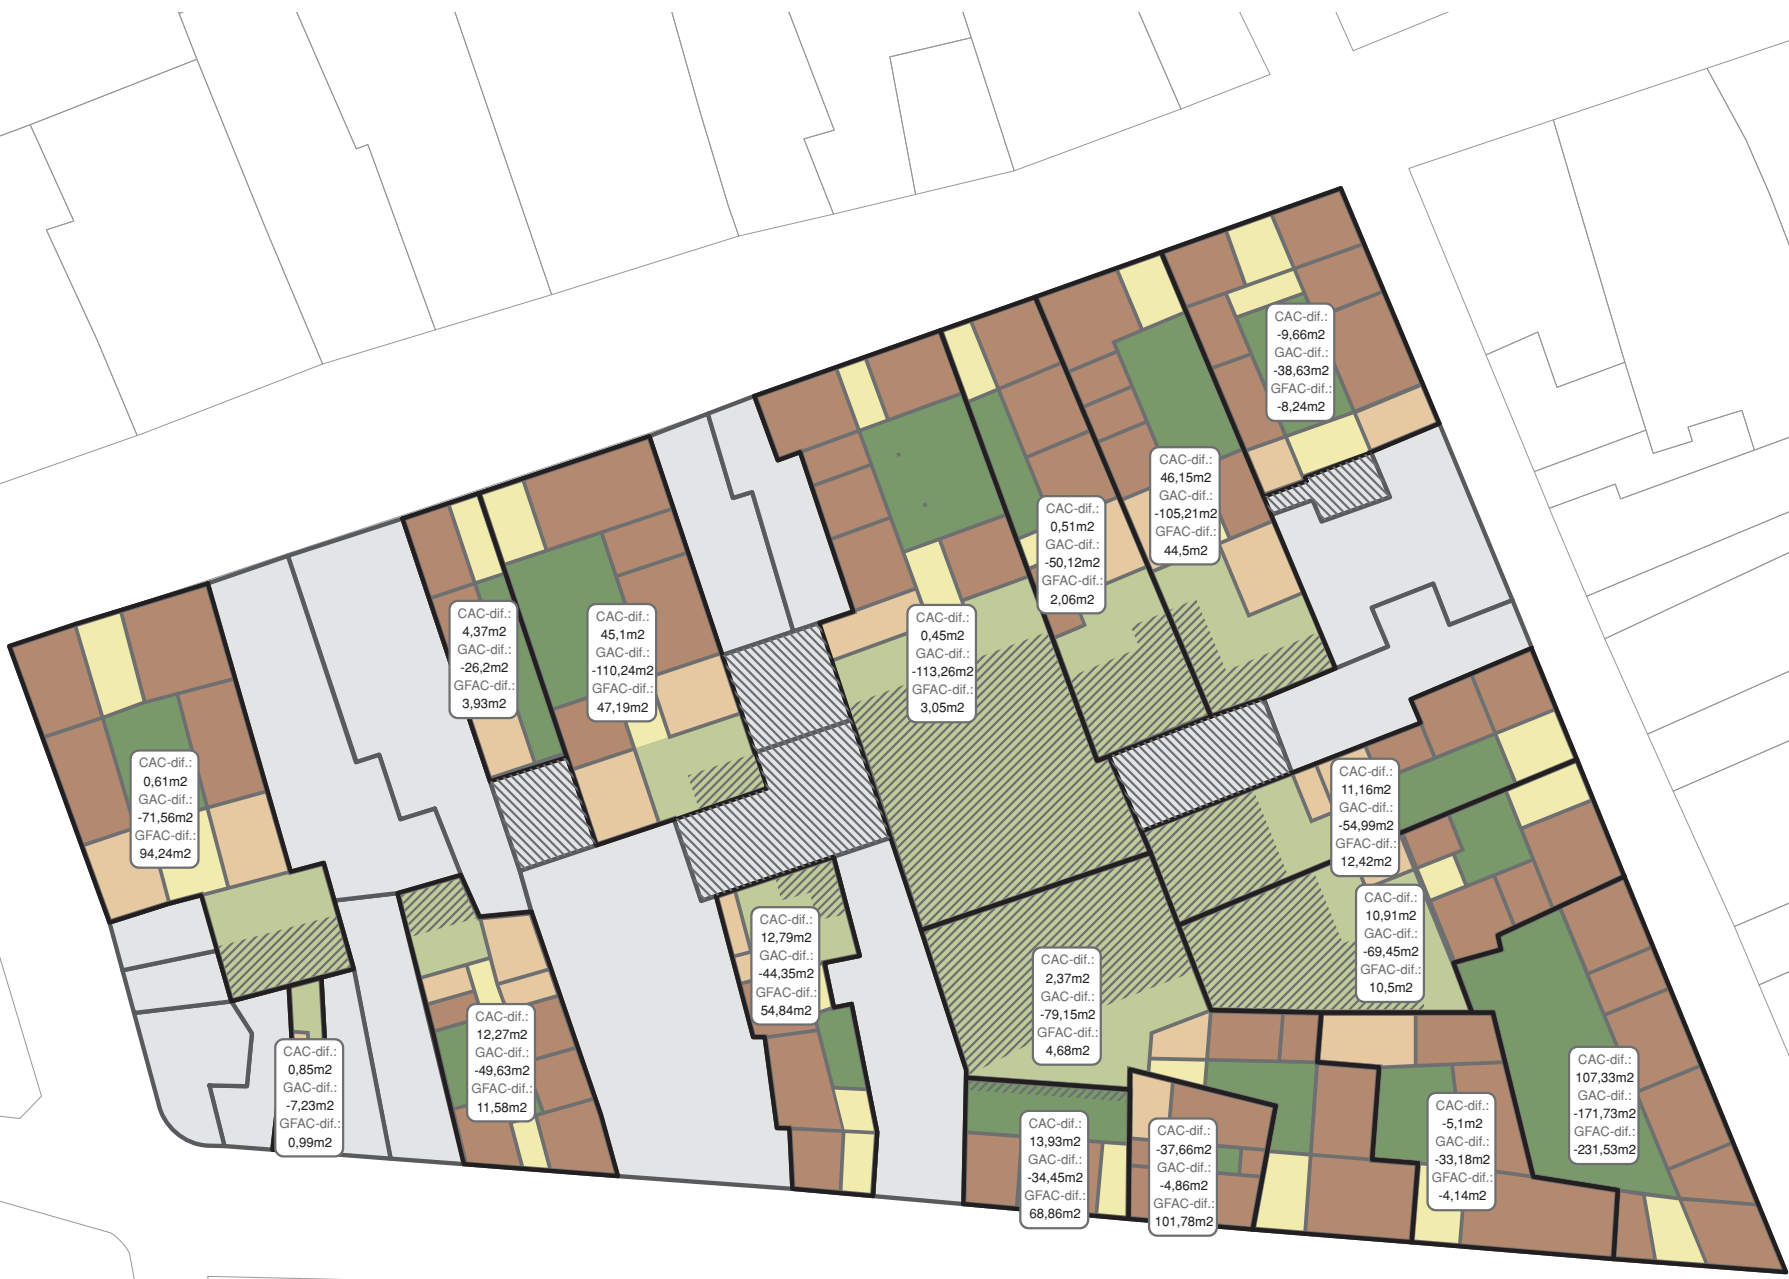 CAC-dif.:
-9,66m2
GAC-dif.:
-38,63m2
GFAC-dif.:
-8,24m2
CAC-dif.:
46,15m2
GAC-dif.:
-105,21m2
GFAC-dif.:
44,5m2
CAC-dif.:
0,51m2
GAC-dif.:
-50,12m2
GFAC-dif.:
2,06m2
CAC-dif.:
4,37m2
GAC-dif.:
-26,2m2
GFAC-dif.:
3,93m2
CAC-dif.:
45,1m2
GAC-dif.:
-110,24m2
GFAC-dif.:
47,19m2
CAC-dif.:
0,45m2
GAC-dif.:
-113,26m2
GFAC-dif.:
3,05m2
CAC-dif.:
0,61m2
GAC-dif.:
-71,56m2
GFAC-dif.:
94,24m2
CAC-dif.:
11,16m2
GAC-dif.:
-54,99m2
GFAC-dif.:
12,42m2
CAC-dif.:
10,91m2
GAC-dif.:
-69,45m2
GFAC-dif.:
10,5m2
CAC-dif.:
12,79m2
GAC-dif.:
-44,35m2
GFAC-dif.:
54,84m2
CAC-dif.:
2,37m2
GAC-dif.:
-79,15m2
GFAC-dif.:
4,68m2
CAC-dif.:
12,27m2
GAC-dif.:
-49,63m2
GFAC-dif.:
11,58m2
CAC-dif.:
0,85m2
GAC-dif.:
-7,23m2
GFAC-dif.:
0,99m2
CAC-dif.:
107,33m2
GAC-dif.:
-171,73m2
GFAC-dif.:
-231,53m2
CAC-dif.:
-5,1m2
GAC-dif.:
-33,18m2
GFAC-dif.:
-4,14m2
CAC-dif.:
13,93m2
GAC-dif.:
-34,45m2
GFAC-dif.:
68,86m2
CAC-dif.:
-37,66m2
GAC-dif.:
-4,86m2
GFAC-dif.:
101,78m2